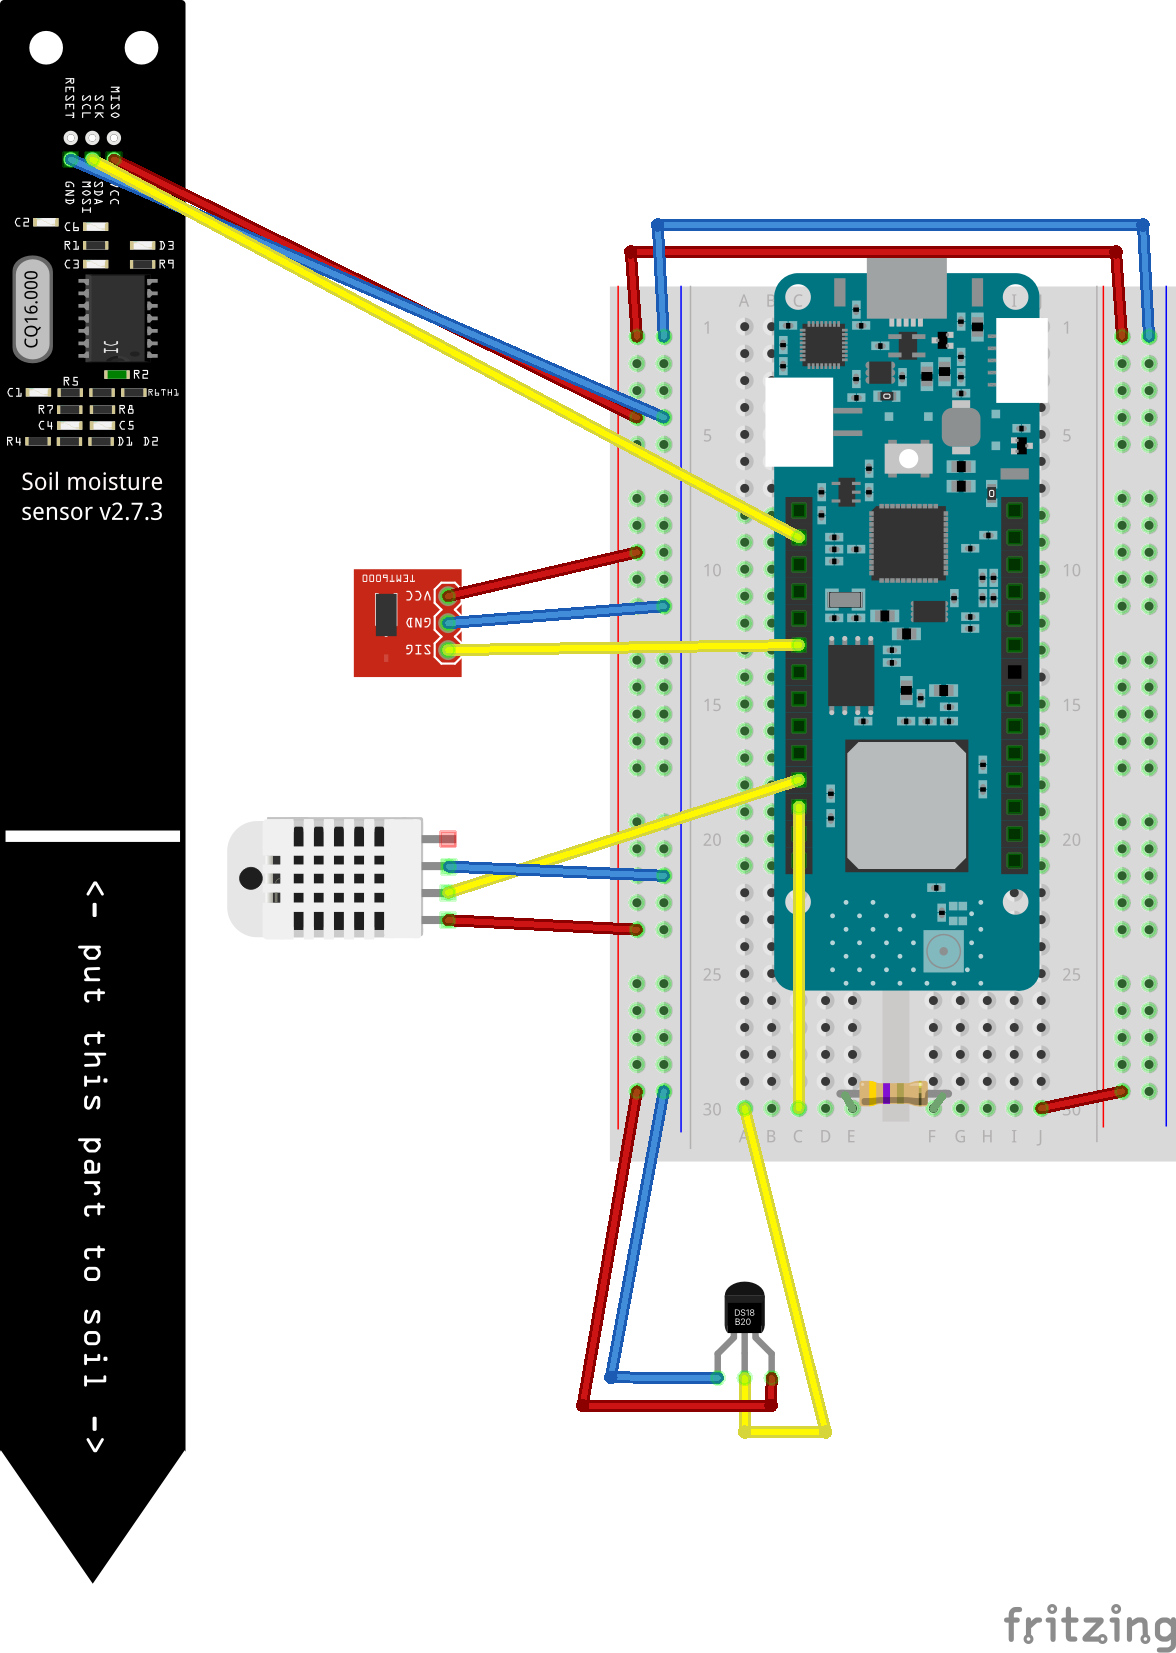 RESET
SCL
SCK
MISO
GND
MOSI
SDA
VCC
C2
C6
R1
D3
C3
R9
CQ16.000
IC
R2
C1
R5
R6TH1
R7
R8
C4
C5
R4
D1
D2
Soil moisture
sensor v2.7.3
<- put this part to soil ->
TEMT6000
VCC
GND
SIG
A
B
C
I
1
1
5
5
10
10
15
15
20
20
25
25
30
30
0
0
A
B
C
D
E
F
G
H
I
J
DS18
B20
fritzing